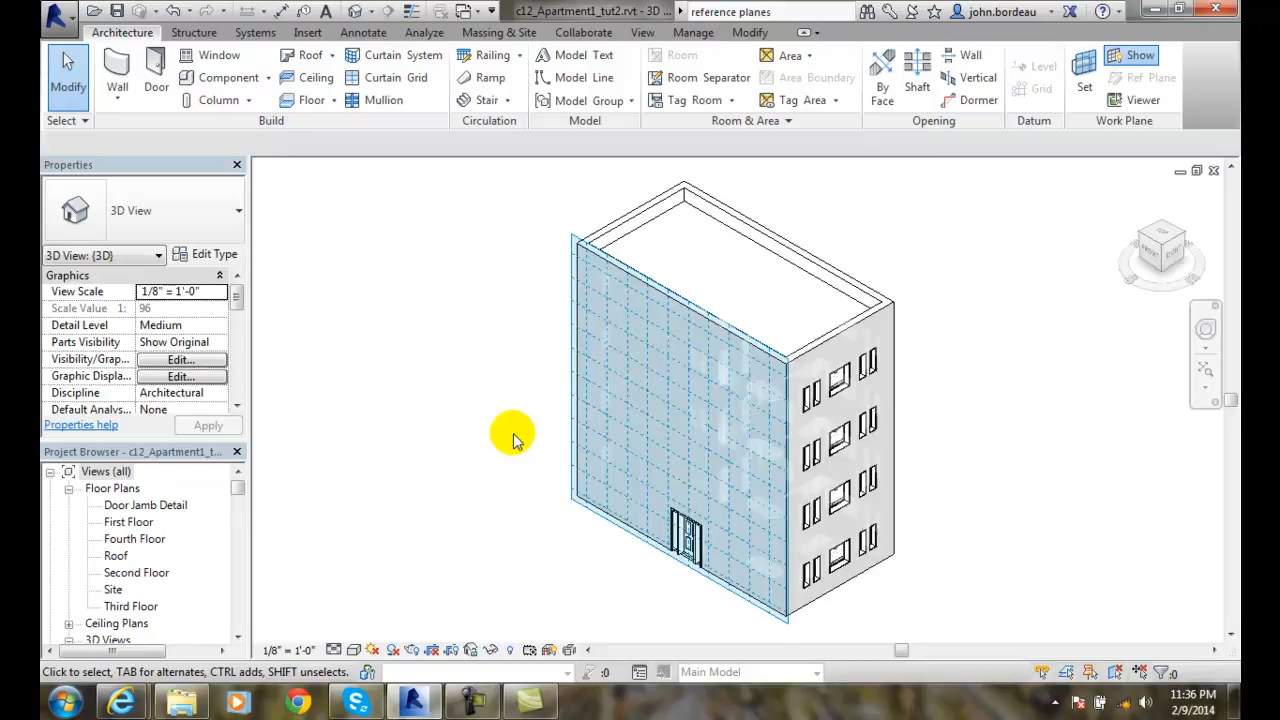 c12_Apartment1_tut2.rvt - 3D ...
reference planes
john.bordeau
Architecture Structure Systems Insert Annotate Analyze Massing & Site Collaborate View Manage Modify
Modify
Wall
Door
Window
Component
Column
Roof
Ceiling
Floor
Curtain System
Curtain Grid
Mullion
Railing
Ramp
Stair
Model Text
Model Line
Model Group
Room
Room Separator
Tag Room
Area
Area Boundary
Tag Area
By Face
Shaft
Wall
Vertical
Dormer
Level
Grid
Set
Show
Ref Plane
Viewer
Select Build Circulation Model Room & Area Opening Datum Work Plane
Properties
3D View
3D View: {3D} Edit Type
Graphics
View Scale 1/8" = 1'-0"
Scale Value 1: 96
Detail Level Medium
Parts Visibility Show Original
Visibility/Grap... Edit...
Graphic Displa... Edit...
Discipline Architectural
Default Analys... None
Properties help Apply
Project Browser - c12_Apartment1_t...
Views (all)
Floor Plans
Door Jamb Detail
First Floor
Fourth Floor
Roof
Second Floor
Site
Third Floor
Ceiling Plans
3D Views
TOP
FRONT
RIGHT
1/8" = 1'-0"
Click to select, TAB for alternates, CTRL adds, SHIFT unselects.
:0
Main Model
:0
11:36 PM
2/9/2014